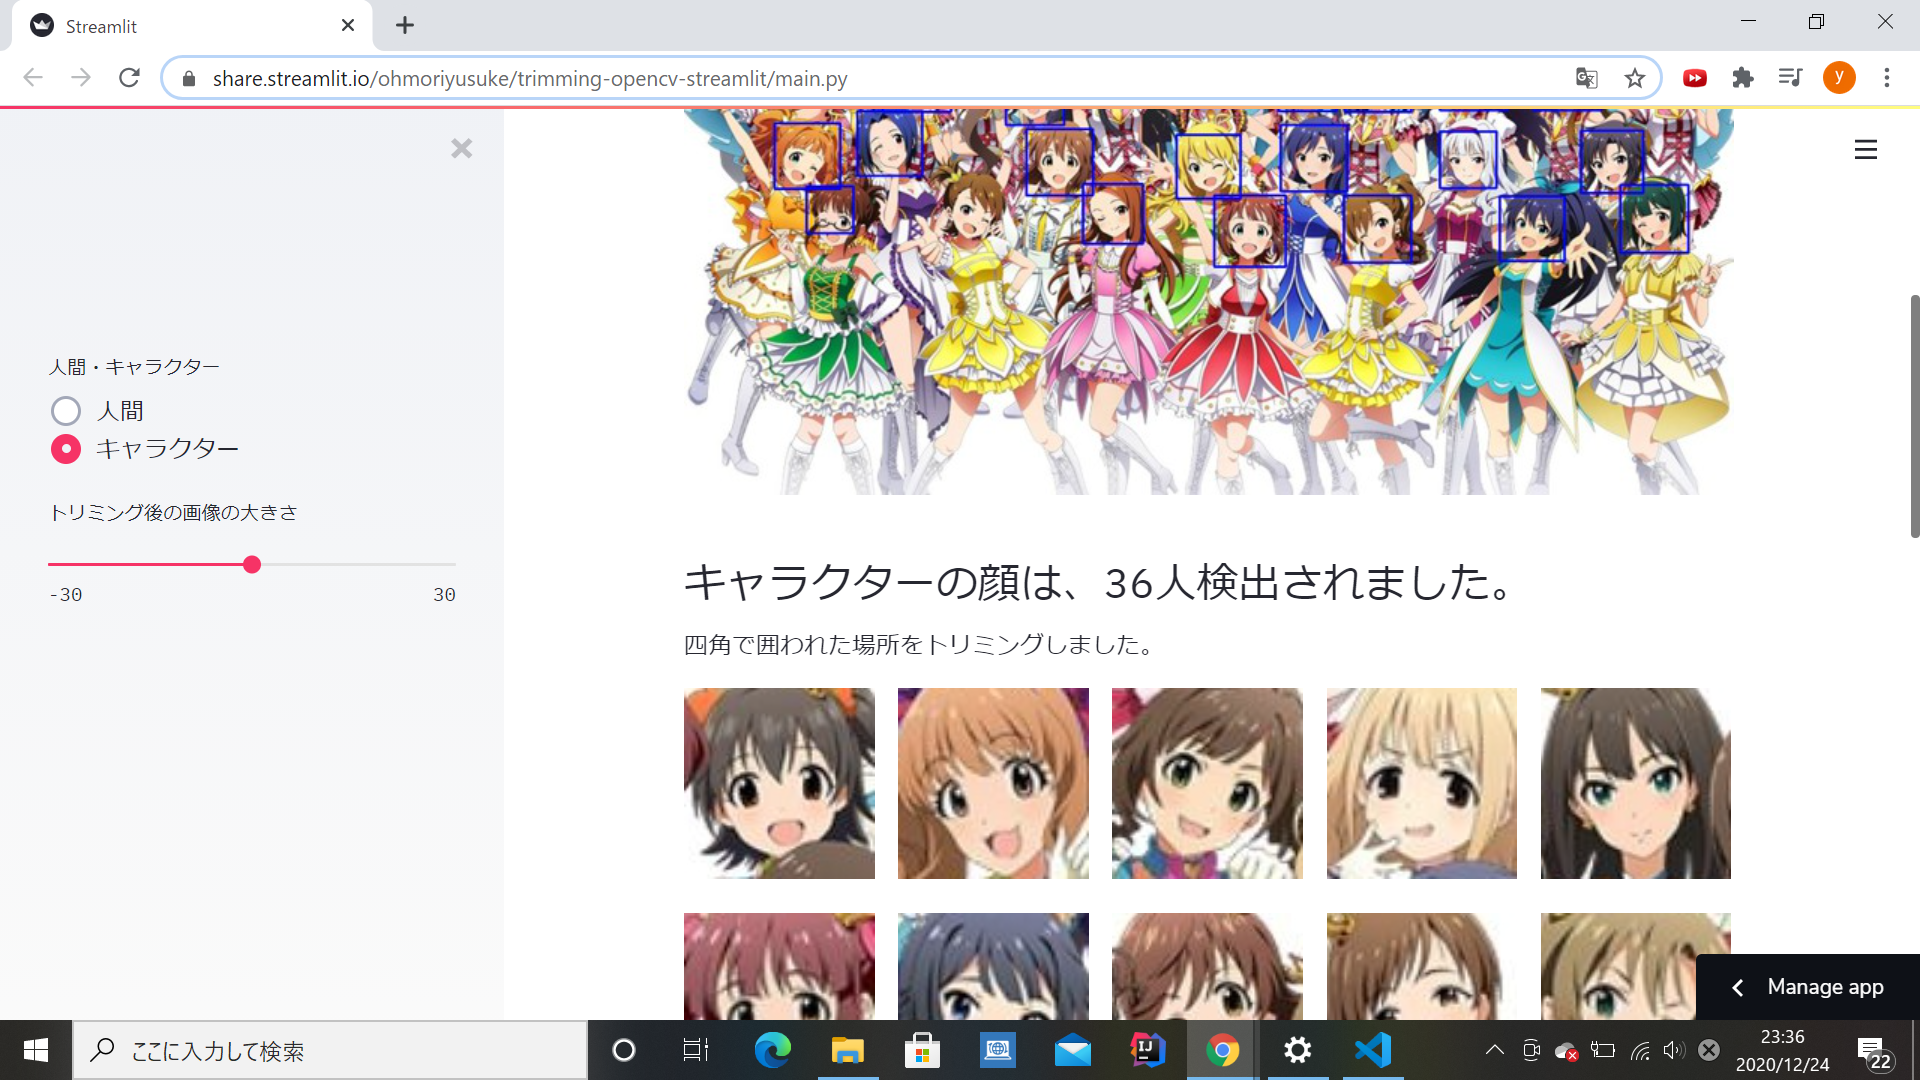 Streamlit
share.streamlit.io/ohmoriyusuke/trimming-opencv-streamlit/main.py
y
人間・キャラクター
人間
キャラクター
トリミング後の画像の大きさ
-30
30
キャラクターの顔は、36人検出されました。
四角で囲われた場所をトリミングしました。
Manage app
ここに入力して検索
IJ
23:36
2020/12/24
22